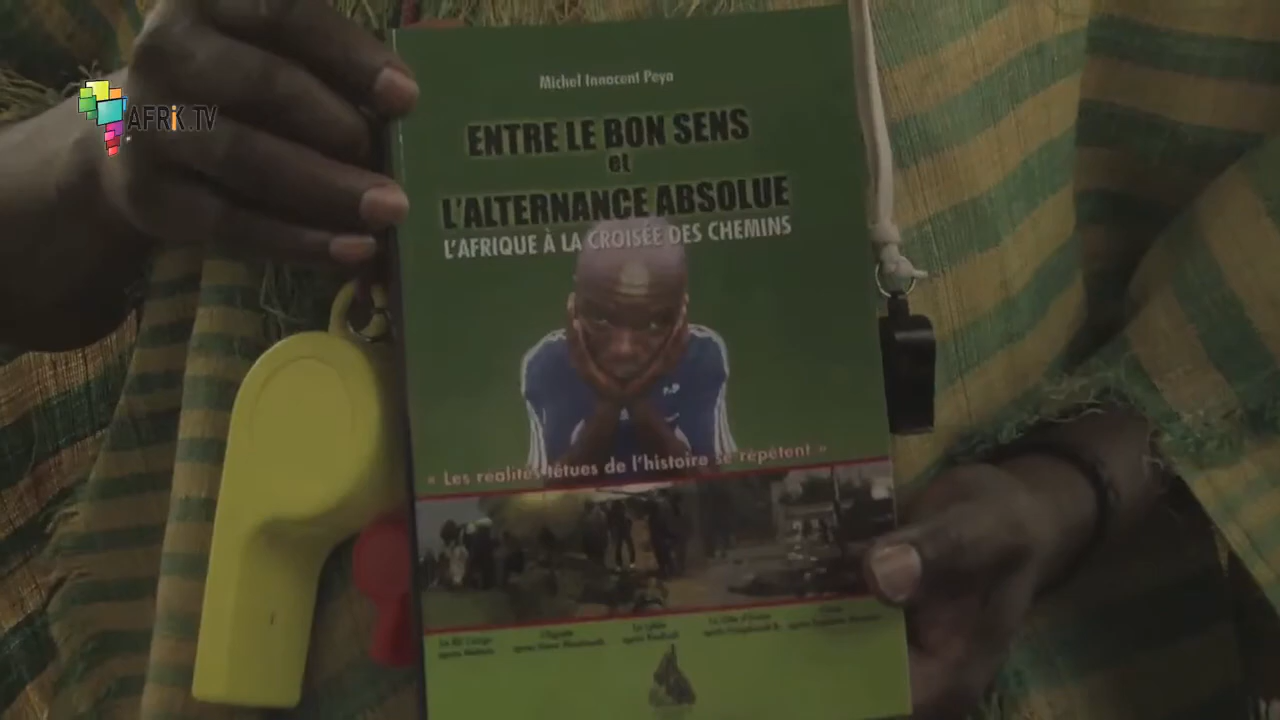 AFRiK.TV
Michel Innocent Peya
ENTRE LE BON SENS
et
L'ALTERNANCE ABSOLUE
L'AFRIQUE À LA CROISÉE DES CHEMINS
« Les realités têtues de l'histoire se répètent »